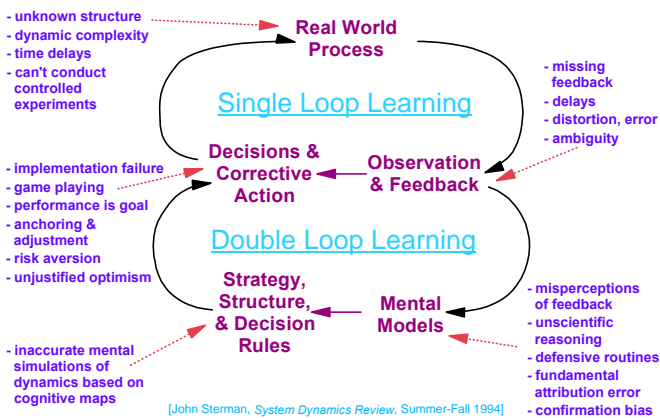 - unknown structure
- dynamic complexity
- time delays
- can't conduct
controlled
experiments
Real World
Process
- missing
feedback
- delays
- distortion, error
- ambiguity
Single Loop Learning
- implementation failure
- game playing
- performance is goal
- anchoring &
adjustment
- risk aversion
- unjustified optimism
Decisions &
Corrective
Action
Observation
& Feedback
Double Loop Learning
Strategy,
Structure,
& Decision
Rules
Mental
Models
- misperceptions
of feedback
- unscientific
reasoning
- defensive routines
- fundamental
attribution error
- confirmation bias
- inaccurate mental
simulations of
dynamics based on
cognitive maps
[John Sterman, System Dynamics Review, Summer-Fall 1994]